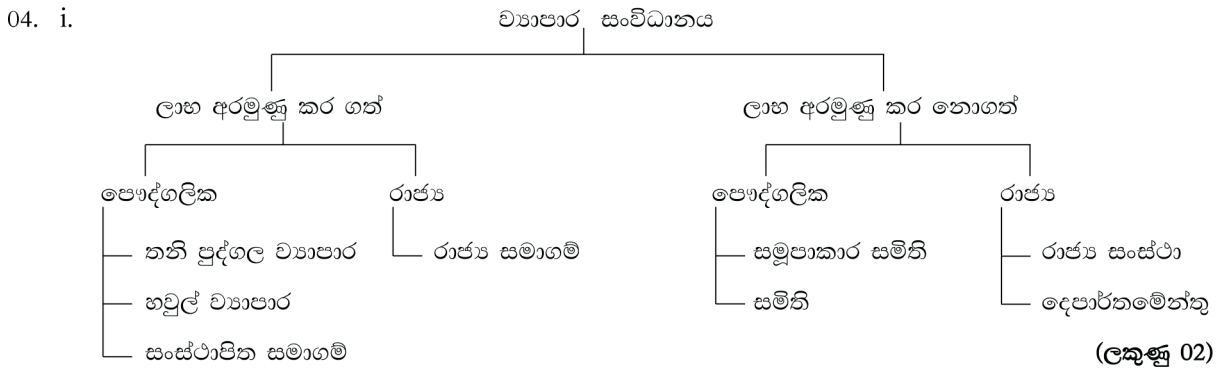 04. i. ව්‍යාපාර සංවිධානය
ලාභ අරමුණු කර ගත් ලාභ අරමුණු කර නොගත්
පෞද්ගලික රාජ්‍ය පෞද්ගලික රාජ්‍ය
තනි පුද්ගල ව්‍යාපාර රාජ්‍ය සමාගම් සමූපාකාර සමිති රාජ්‍ය සංස්ථා
හවුල් ව්‍යාපාර සමිති දෙපාර්තමේන්තු
සංස්ථාපිත සමාගම් (ලකුණු 02)